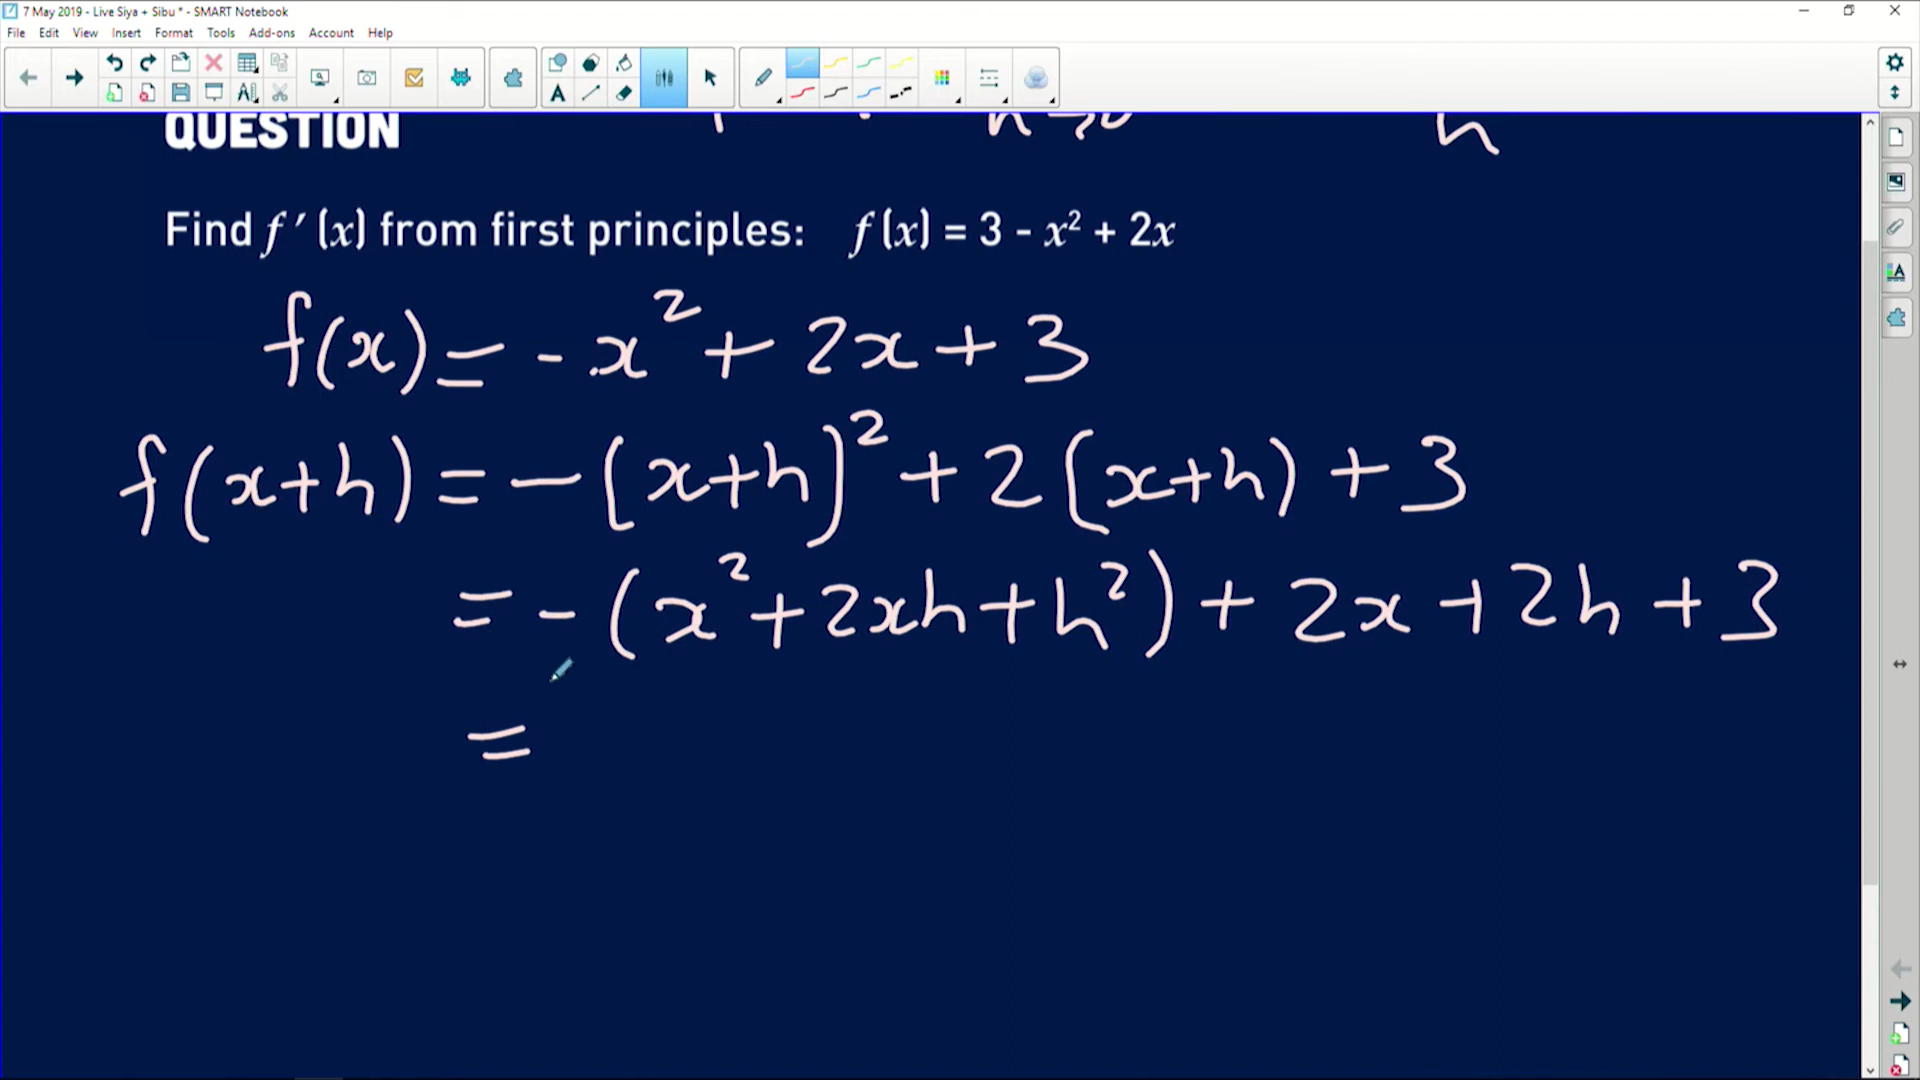 7 May 2019 - Live Siya + Sibu * - SMART Notebook
File Edit View Insert Format Tools Add-ons Account Help
QUESTION
h→0
h
Find f ′ (x) from first principles: f (x) = 3 - x² + 2x
f(x) = -x² + 2x + 3
f(x+h) = -(x+h)² + 2(x+h) + 3
= -(x² + 2xh + h²) + 2x + 2h + 3
=